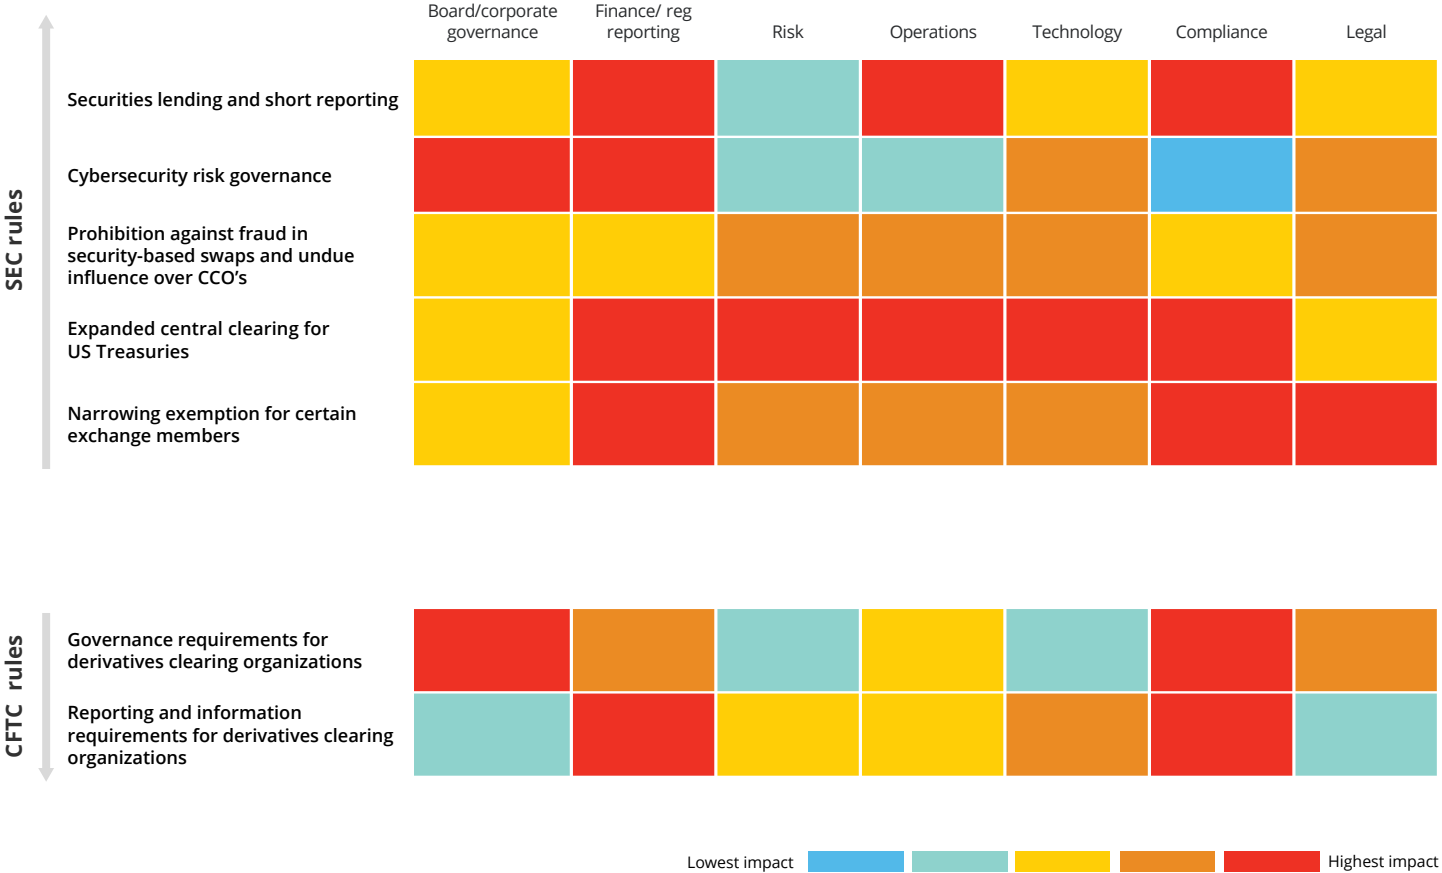 Board/corporate
governance
Finance/ reg
reporting
Risk
Operations
Technology
Compliance
Legal
SEC rules
Securities lending and short reporting
Cybersecurity risk governance
Prohibition against fraud in
security-based swaps and undue
influence over CCO’s
Expanded central clearing for
US Treasuries
Narrowing exemption for certain
exchange members
CFTC rules
Governance requirements for
derivatives clearing organizations
Reporting and information
requirements for derivatives clearing
organizations
Lowest impact
Highest impact